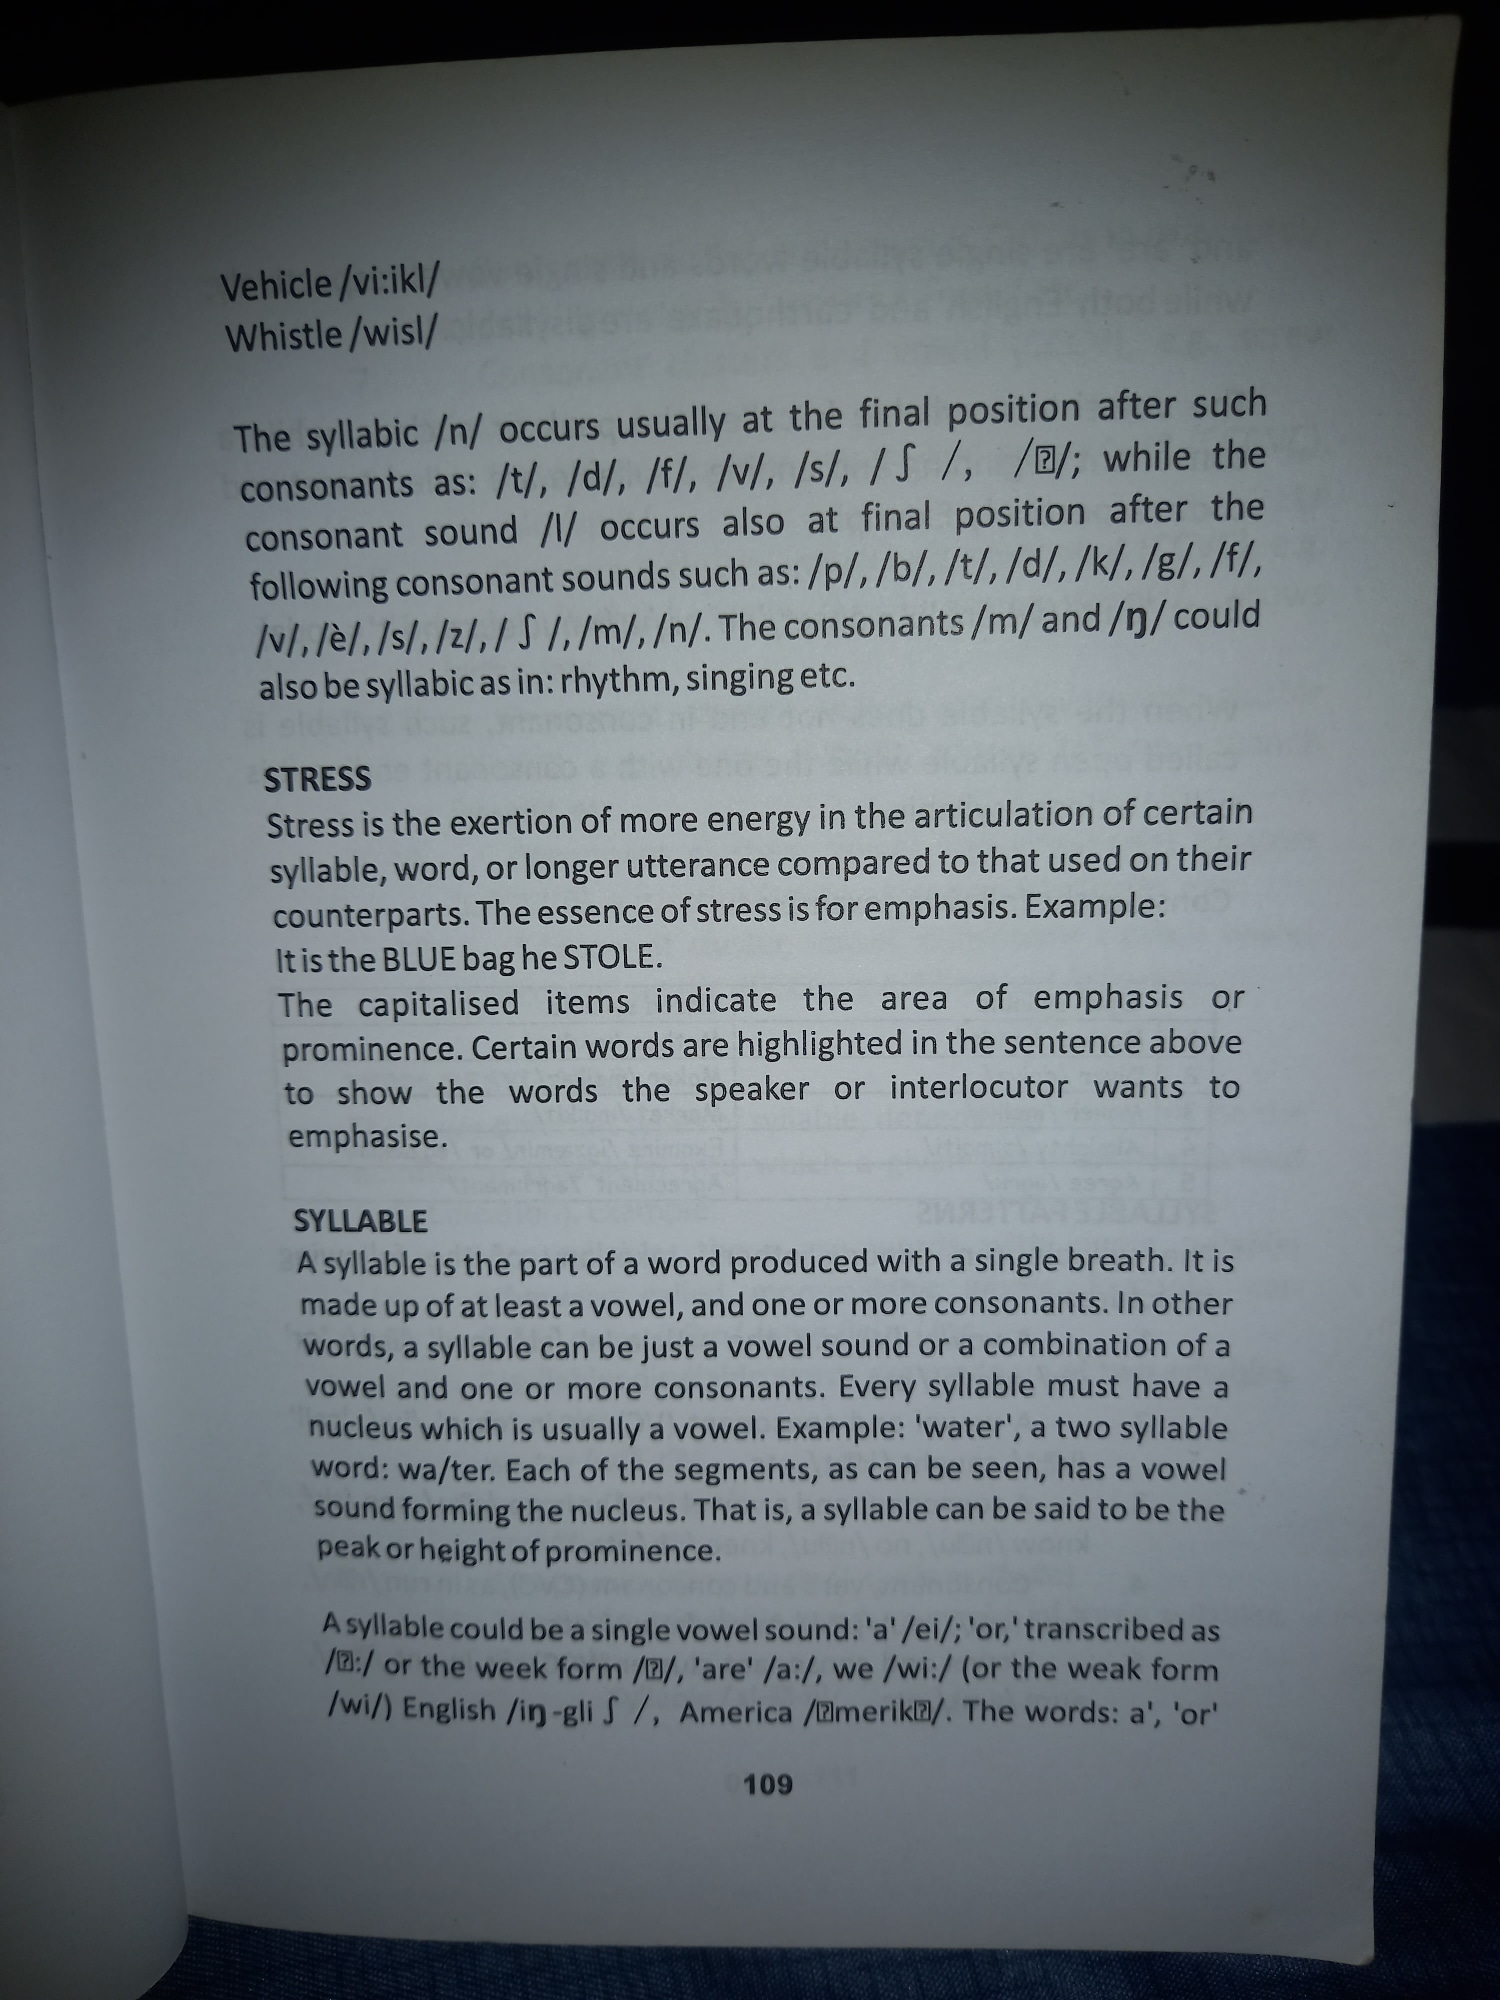 Vehicle /vi:ikl/
Whistle /wisl/
The syllabic /n/ occurs usually at the final position after such
consonants as: /t/, /d/, /f/, /v/, /s/, / ʃ /, /⍰/; while the
consonant sound /l/ occurs also at final position after the
following consonant sounds such as: /p/, /b/, /t/, /d/, /k/, /g/, /f/,
/v/, /è/, /s/, /z/, / ʃ /, /m/, /n/. The consonants /m/ and /ŋ/ could
also be syllabic as in: rhythm, singing etc.
STRESS
Stress is the exertion of more energy in the articulation of certain
syllable, word, or longer utterance compared to that used on their
counterparts. The essence of stress is for emphasis. Example:
It is the BLUE bag he STOLE.
The capitalised items indicate the area of emphasis or
prominence. Certain words are highlighted in the sentence above
to show the words the speaker or interlocutor wants to
emphasise.
SYLLABLE
A syllable is the part of a word produced with a single breath. It is
made up of at least a vowel, and one or more consonants. In other
words, a syllable can be just a vowel sound or a combination of a
vowel and one or more consonants. Every syllable must have a
nucleus which is usually a vowel. Example: 'water', a two syllable
word: wa/ter. Each of the segments, as can be seen, has a vowel
sound forming the nucleus. That is, a syllable can be said to be the
peak or height of prominence.
A syllable could be a single vowel sound: 'a' /ei/; 'or,' transcribed as
/⍰:/ or the week form /⍰/, 'are' /a:/, we /wi:/ (or the weak form
/wi/) English /iŋ-gli ʃ /, America /⍰merik⍰/. The words: a', 'or'
109